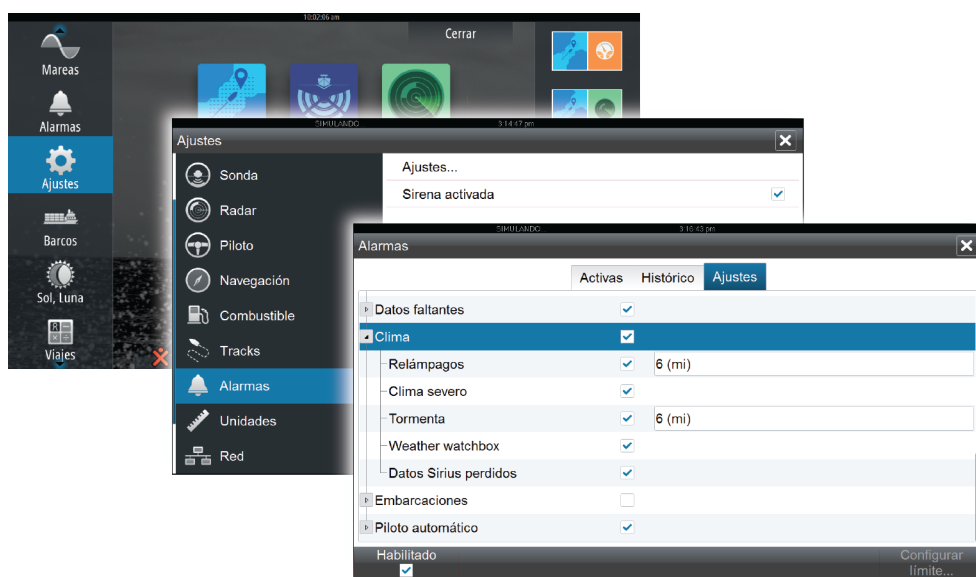 10:02:06 am
Cerrar
Mareas
Alarmas
Ajustes
Barcos
Sol, Luna
Viajes
SIMULANDO 3:14:47 pm
Ajustes
Sonda
Radar
Piloto
Navegación
Combustible
Tracks
Alarmas
Unidades
Red
Ajustes...
Sirena activada
SIMULANDO 3:16:43 pm
Alarmas
Activas Histórico Ajustes
Datos faltantes
Clima
Relámpagos 6 (mi)
Clima severo
Tormenta 6 (mi)
Weather watchbox
Datos Sirius perdidos
Embarcaciones
Piloto automático
Habilitado
Configurar
límite...